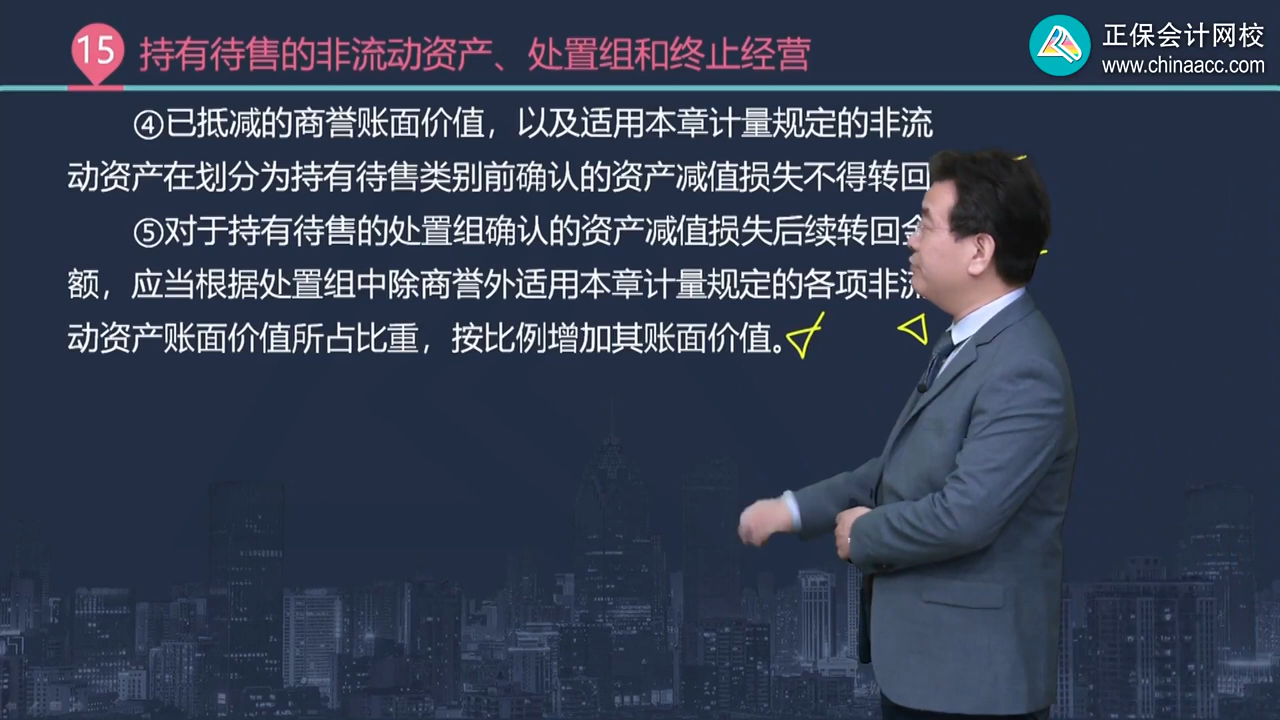 15 持有待售的非流动资产、处置组和终止经营
正保会计网校
www.chinaacc.com
④已抵减的商誉账面价值，以及适用本章计量规定的非流
动资产在划分为持有待售类别前确认的资产减值损失不得转回
⑤对于持有待售的处置组确认的资产减值损失后续转回金
额，应当根据处置组中除商誉外适用本章计量规定的各项非流
动资产账面价值所占比重，按比例增加其账面价值。